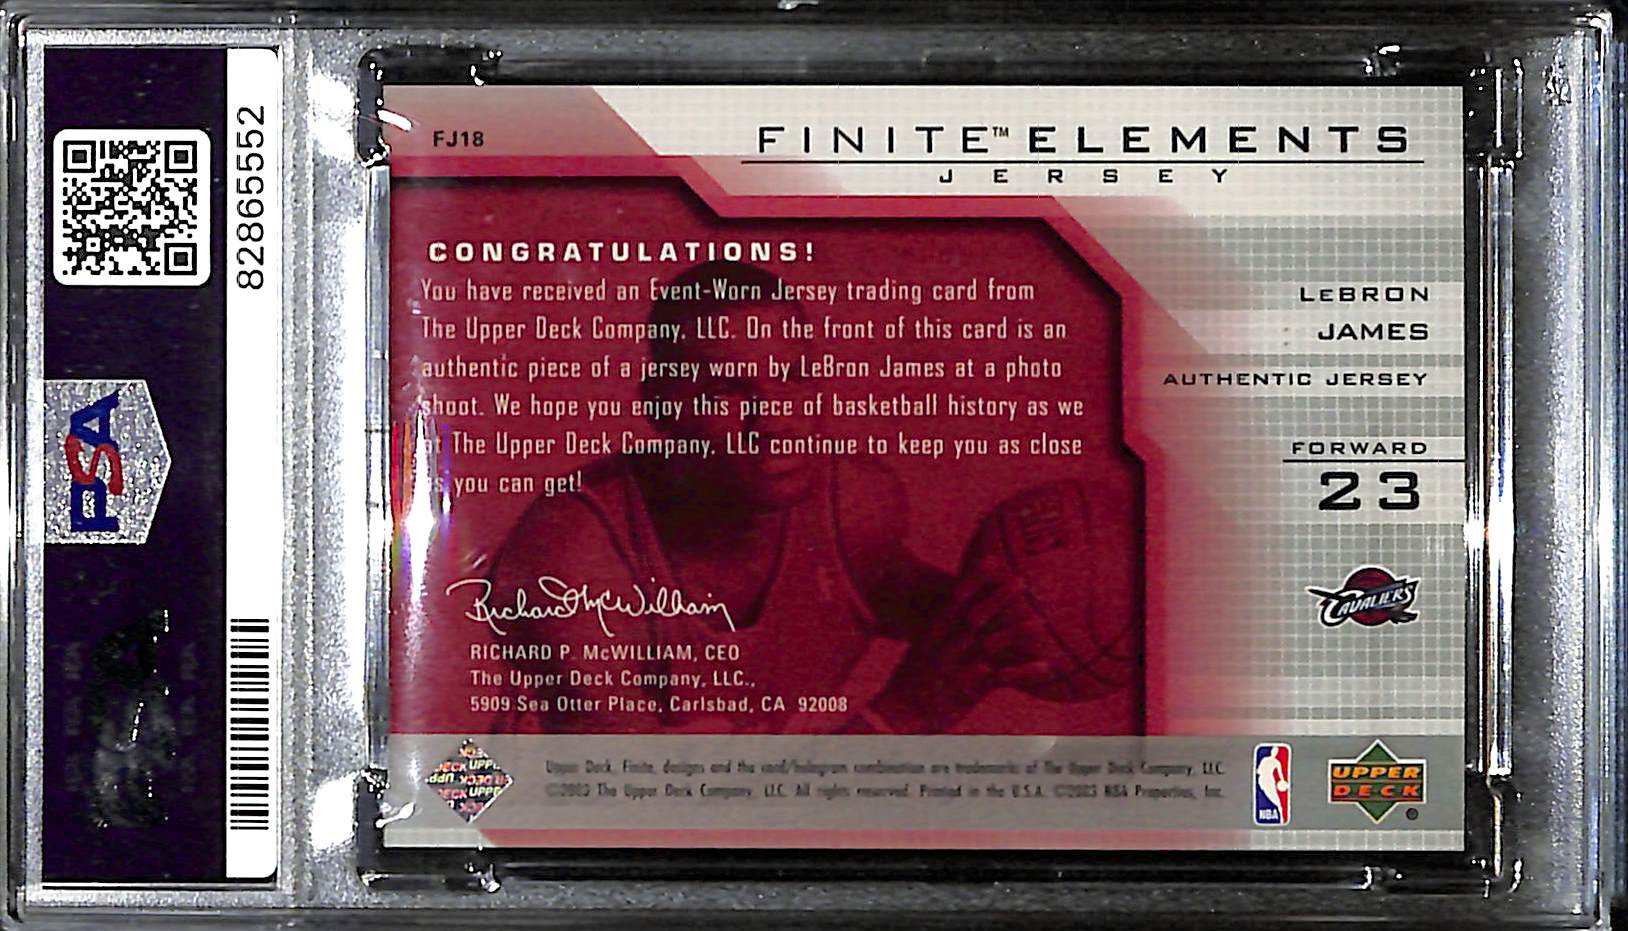 82865552
PSA
FJ18
FINITE™ ELEMENTS
JERSEY
CONGRATULATIONS!
You have received an Event-Worn Jersey trading card from
The Upper Deck Company, LLC. On the front of this card is an
authentic piece of a jersey worn by LeBron James at a photo
shoot. We hope you enjoy this piece of basketball history as we
at The Upper Deck Company, LLC continue to keep you as close
as you can get!
Richard McWilliam
RICHARD P. McWILLIAM, CEO
The Upper Deck Company, LLC.,
5909 Sea Otter Place, Carlsbad, CA 92008
LEBRON
JAMES
AUTHENTIC JERSEY
FORWARD
23
CAVALIERS
Upper Deck, Finite, designs and the card/hologram combination are trademarks of The Upper Deck Company, LLC
©2003 The Upper Deck Company, LLC. All rights reserved. Printed in the U.S.A. ©2003 NBA Properties, Inc.
NBA
UPPER
DECK